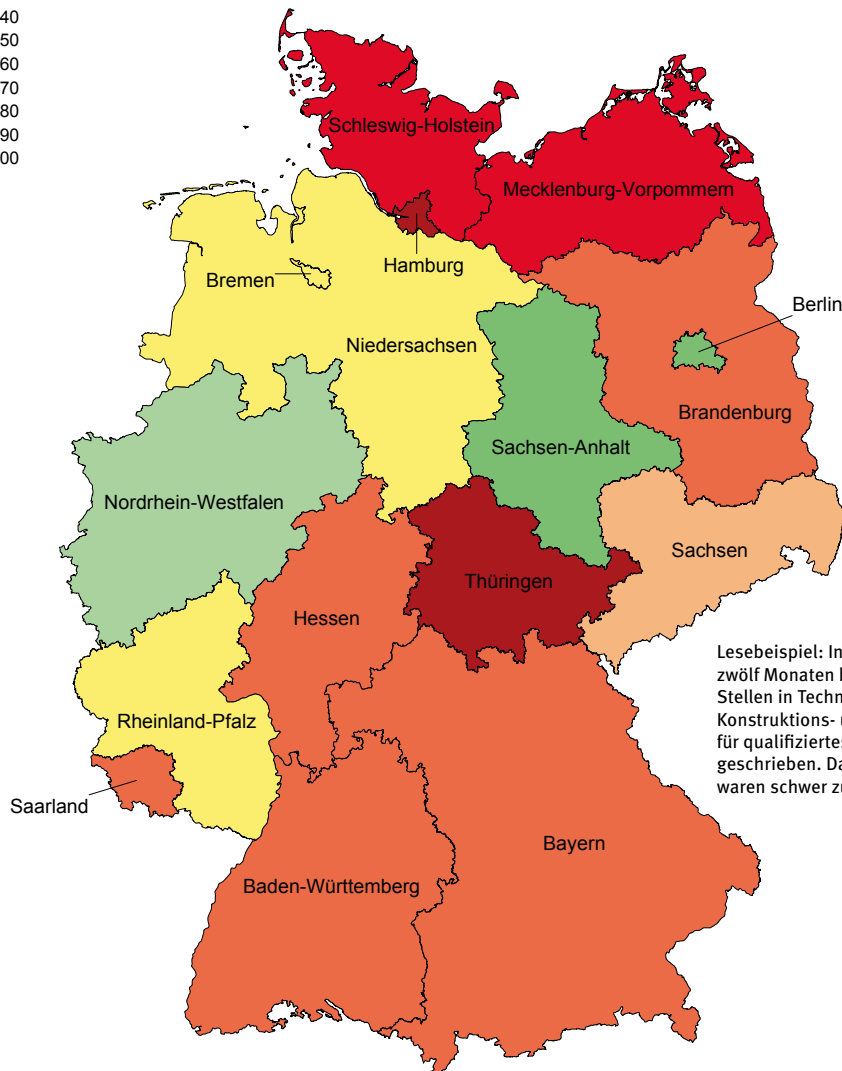 40
50
60
70
80
90
00
Schleswig-Holstein
Mecklenburg-Vorpommern
Hamburg
Bremen
Berlin
Niedersachsen
Brandenburg
Sachsen-Anhalt
Nordrhein-Westfalen
Sachsen
Thüringen
Hessen
Lesebeispiel: In
zwölf Monaten
Stellen in Techn
Konstruktions-
für qualifiziertes
geschrieben. Da
waren schwer zu
Rheinland-Pfalz
Saarland
Bayern
Baden-Württemberg